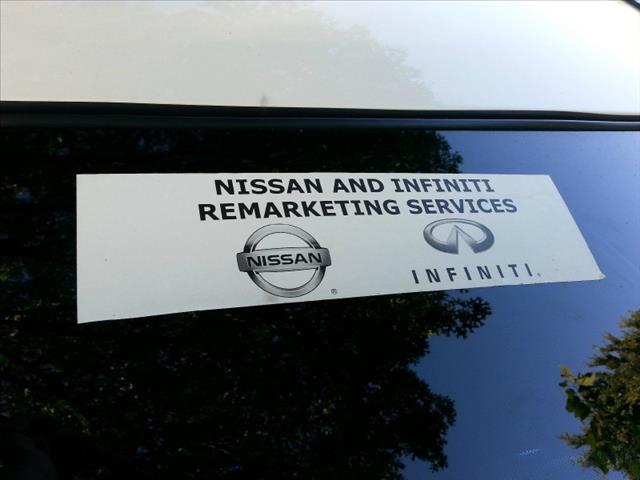 NISSAN AND INFINITI
REMARKETING SERVICES
NISSAN
®
INFINITI®